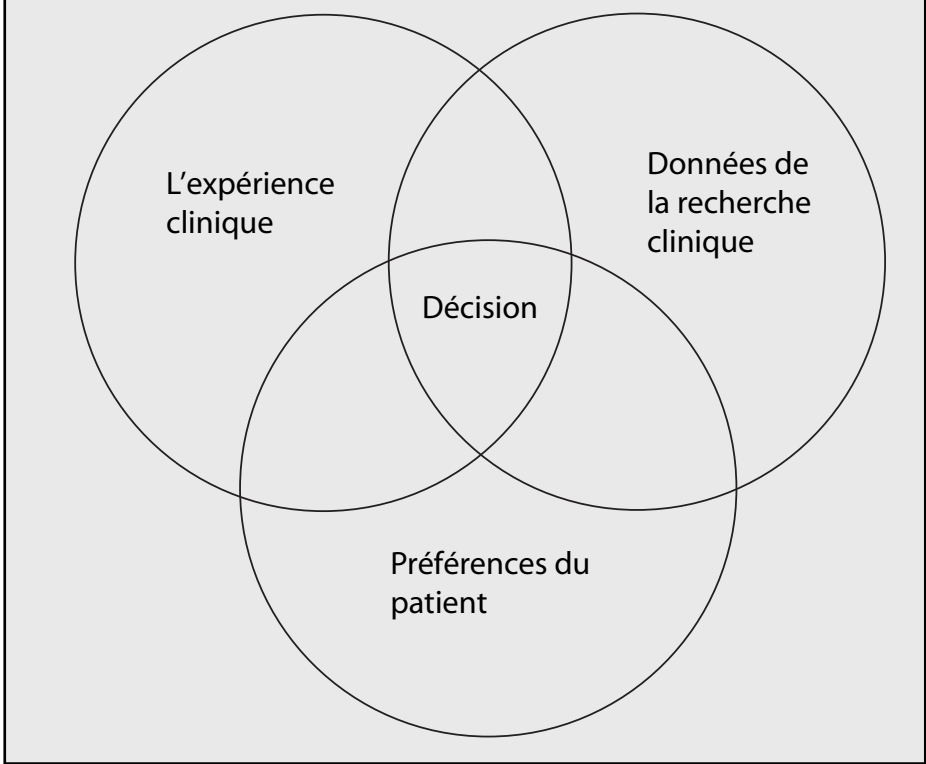 L’expérience
clinique
Données de
la recherche
clinique
Décision
Préférences du
patient